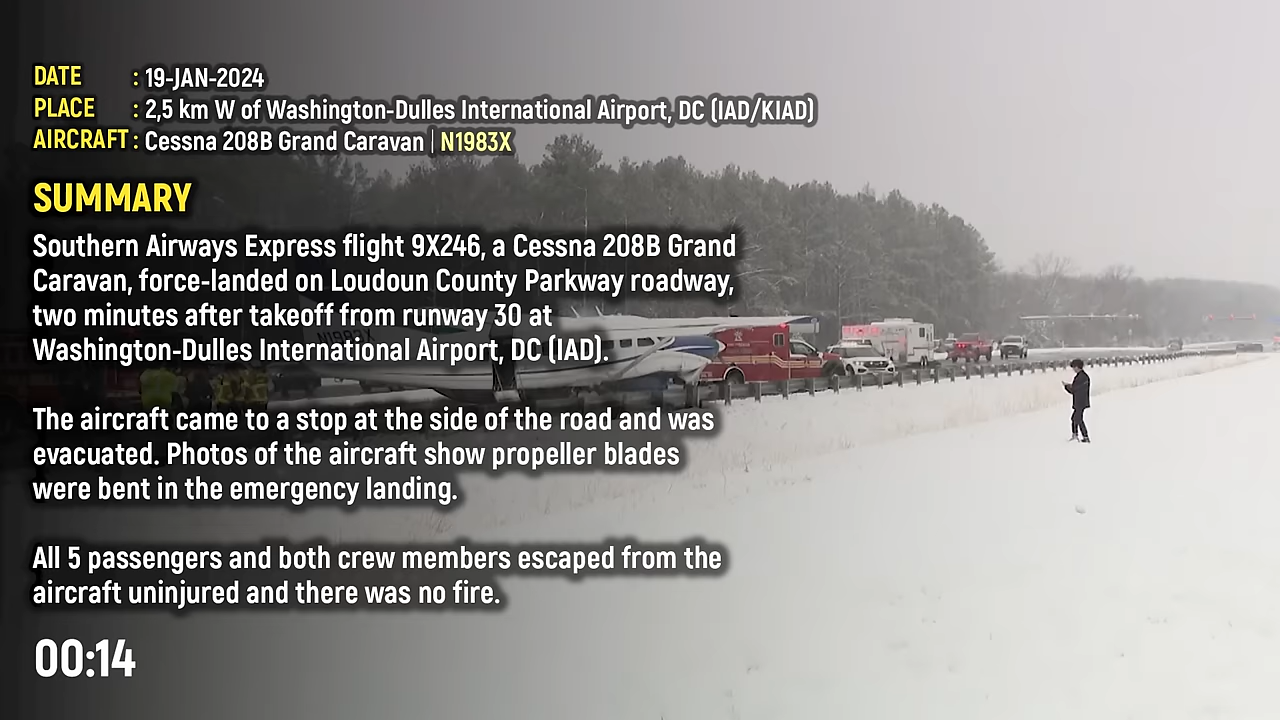 DATE : 19-JAN-2024
PLACE : 2,5 km W of Washington-Dulles International Airport, DC (IAD/KIAD)
AIRCRAFT : Cessna 208B Grand Caravan | N1983X
SUMMARY
Southern Airways Express flight 9X246, a Cessna 208B Grand
Caravan, force-landed on Loudoun County Parkway roadway,
two minutes after takeoff from runway 30 at
Washington-Dulles International Airport, DC (IAD).
N1983X
The aircraft came to a stop at the side of the road and was
evacuated. Photos of the aircraft show propeller blades
were bent in the emergency landing.
All 5 passengers and both crew members escaped from the
aircraft uninjured and there was no fire.
00:14